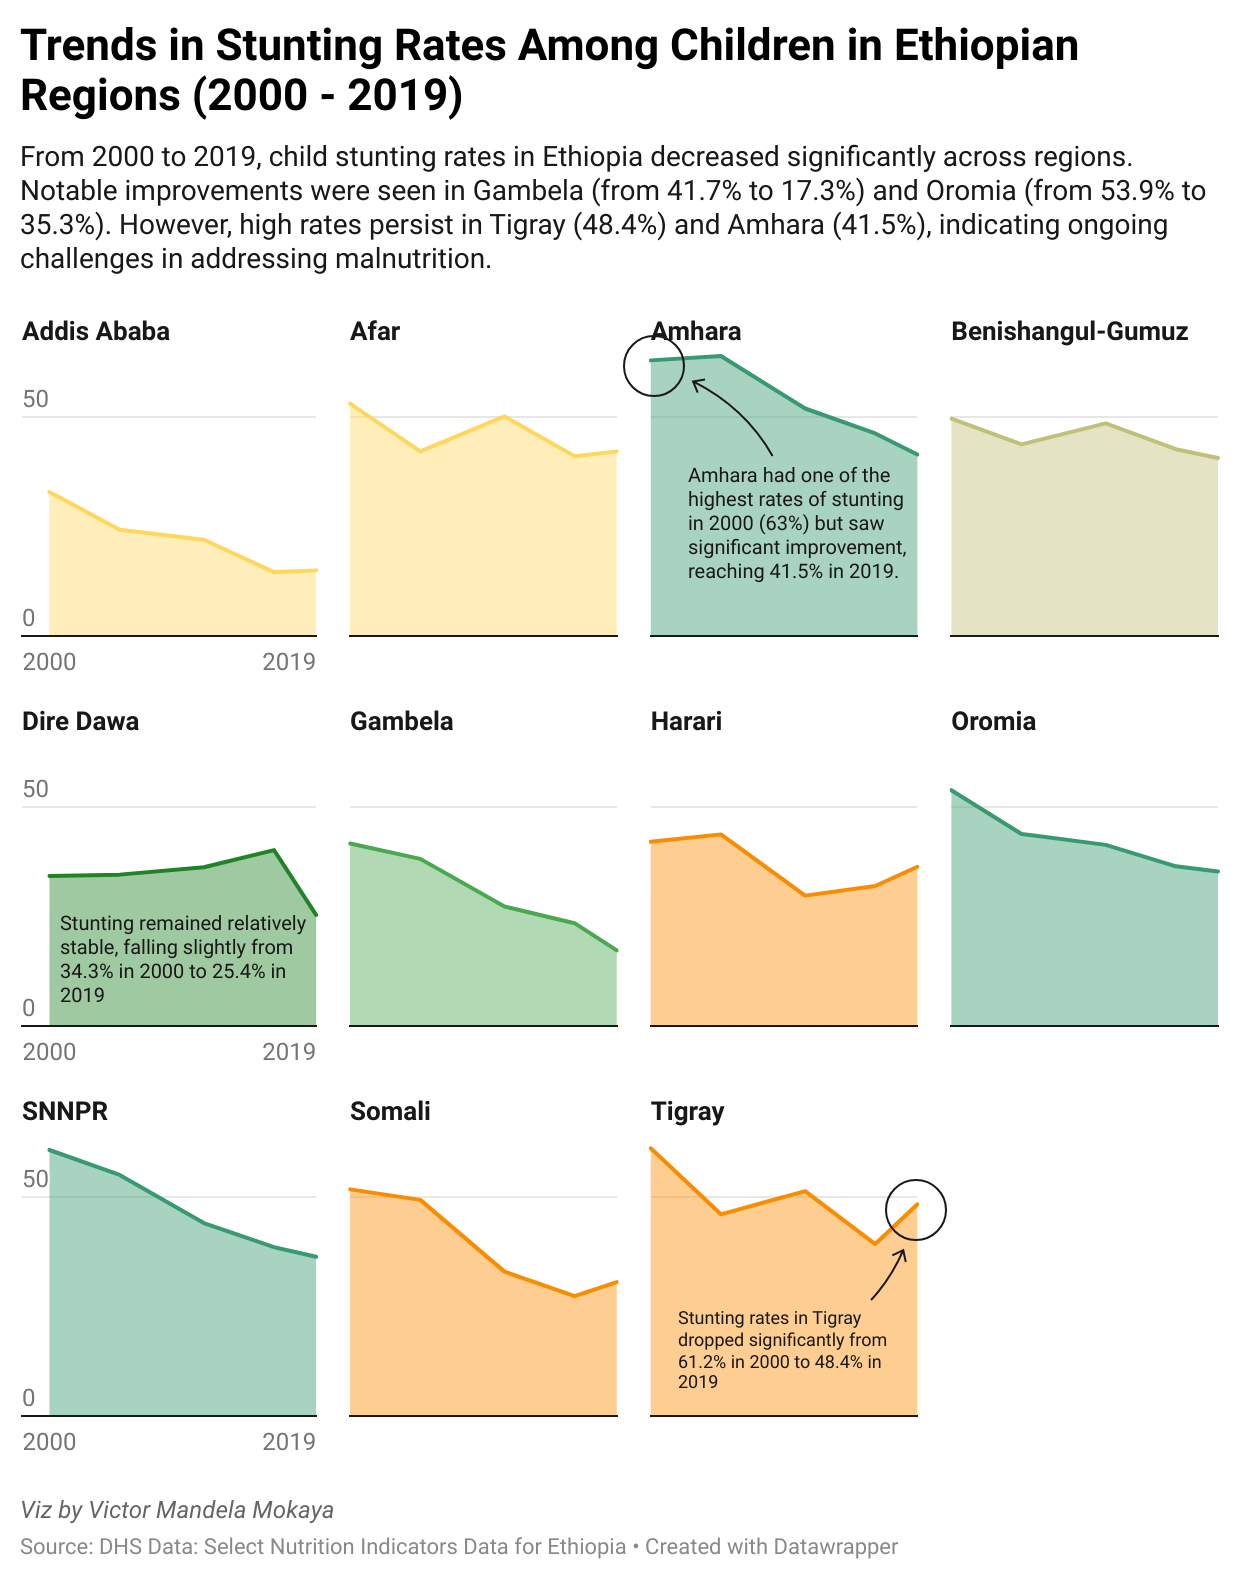 Trends in Stunting Rates Among Children in Ethiopian
Regions (2000 - 2019)
From 2000 to 2019, child stunting rates in Ethiopia decreased significantly across regions.
Notable improvements were seen in Gambela (from 41.7% to 17.3%) and Oromia (from 53.9% to
35.3%). However, high rates persist in Tigray (48.4%) and Amhara (41.5%), indicating ongoing
challenges in addressing malnutrition.
Addis Ababa
Afar
Amhara
Benishangul-Gumuz
50
Amhara had one of the
highest rates of stunting
in 2000 (63%) but saw
significant improvement,
reaching 41.5% in 2019.
0
2000 2019
Dire Dawa
Gambela
Harari
Oromia
50
Stunting remained relatively
stable, falling slightly from
34.3% in 2000 to 25.4% in
2019
0
2000 2019
SNNPR
Somali
Tigray
50
Stunting rates in Tigray
dropped significantly from
61.2% in 2000 to 48.4% in
2019
0
2000 2019
Viz by Victor Mandela Mokaya
Source: DHS Data: Select Nutrition Indicators Data for Ethiopia • Created with Datawrapper